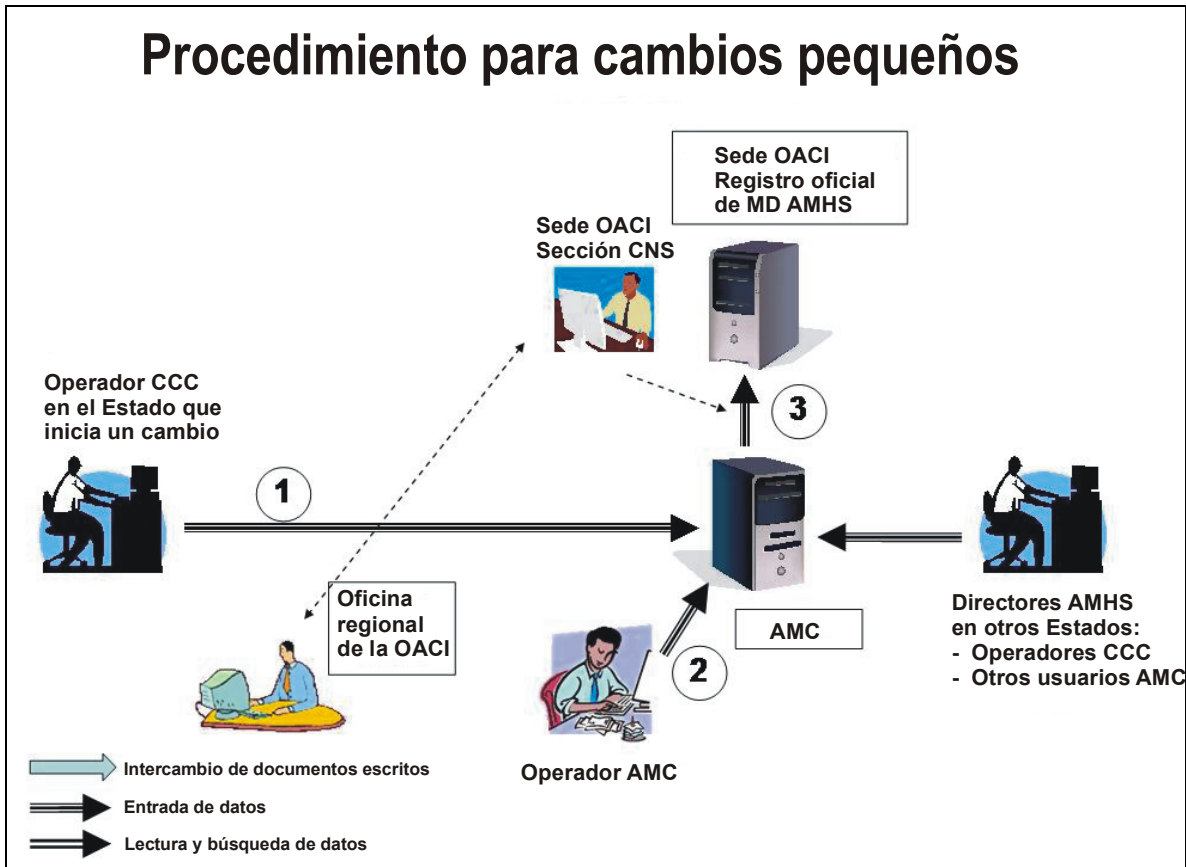 Procedimiento para cambios pequeños
Sede OACI
Registro oficial
de MD AMHS
Sede OACI
Sección CNS
Operador CCC
en el Estado que
inicia un cambio
3
1
Oficina
regional
de la OACI
AMC
2
Directores AMHS
en otros Estados:
- Operadores CCC
- Otros usuarios AMC
Operador AMC
Intercambio de documentos escritos
Entrada de datos
Lectura y búsqueda de datos